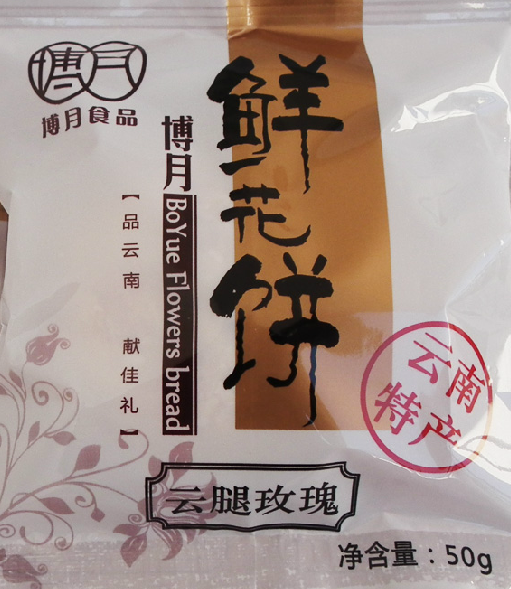 博月
博月食品
鲜花饼
博月
BoYue Flowers bread
【品云南 献佳礼】
云南
特产
云腿玫瑰
净含量：50g